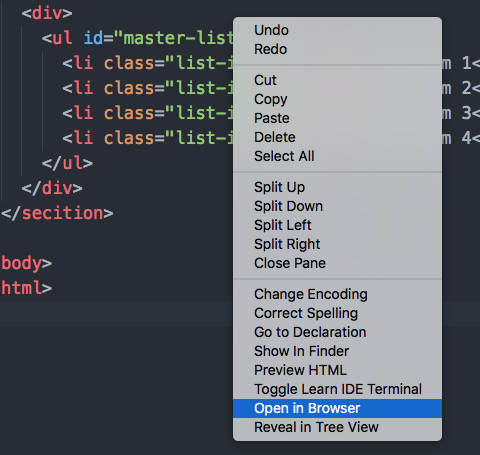 <div>
<ul id="master-list
<li class="list-i
m 1<
<li class="list-i
m 2<
<li class="list-i
m 3<
<li class="list-i
m 4<
</ul>
</div>
</secition>
body>
html>
Undo
Redo
Cut
Copy
Paste
Delete
Select All
Split Up
Split Down
Split Left
Split Right
Close Pane
Change Encoding
Correct Spelling
Go to Declaration
Show In Finder
Preview HTML
Toggle Learn IDE Terminal
Open in Browser
Reveal in Tree View